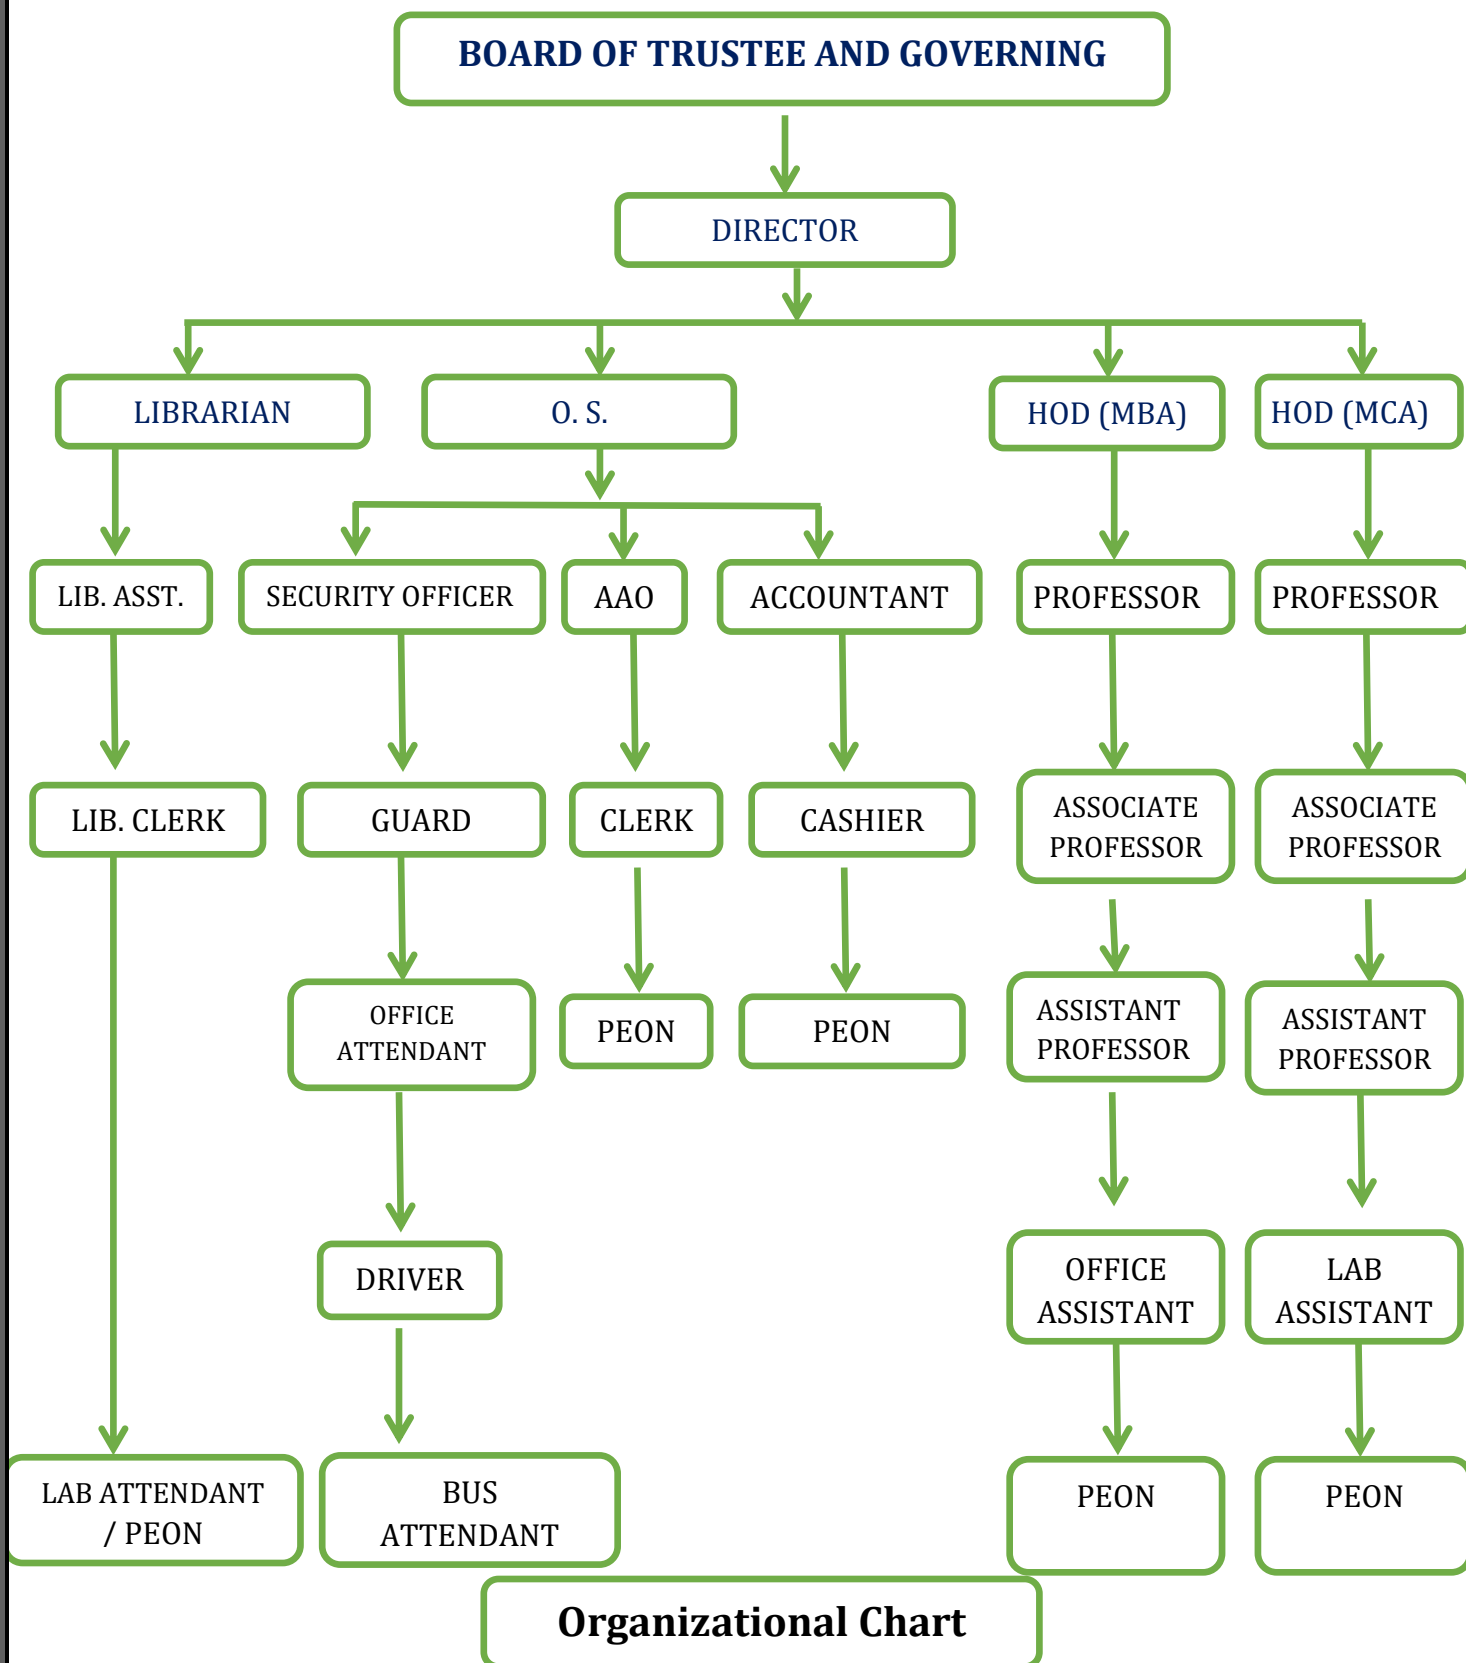 BOARD OF TRUSTEE AND GOVERNING
DIRECTOR
LIBRARIAN
O. S.
HOD (MBA)
HOD (MCA)
LIB. ASST.
SECURITY OFFICER
AAO
ACCOUNTANT
PROFESSOR
PROFESSOR
LIB. CLERK
GUARD
CLERK
CASHIER
ASSOCIATE
PROFESSOR
ASSOCIATE
PROFESSOR
OFFICE
ATTENDANT
PEON
PEON
ASSISTANT
PROFESSOR
ASSISTANT
PROFESSOR
DRIVER
OFFICE
ASSISTANT
LAB
ASSISTANT
LAB ATTENDANT
/ PEON
BUS
ATTENDANT
PEON
PEON
Organizational Chart